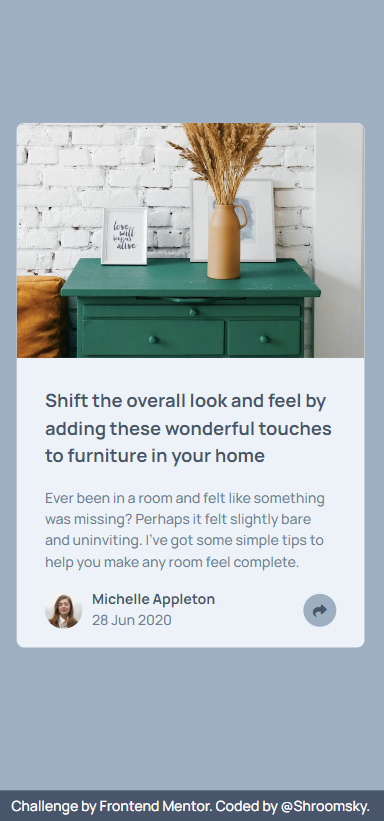 love
will
keep us
alive
Shift the overall look and feel by
adding these wonderful touches
to furniture in your home
Ever been in a room and felt like something
was missing? Perhaps it felt slightly bare
and uninviting. I've got some simple tips to
help you make any room feel complete.
Michelle Appleton
28 Jun 2020
Challenge by Frontend Mentor. Coded by @Shroomsky.